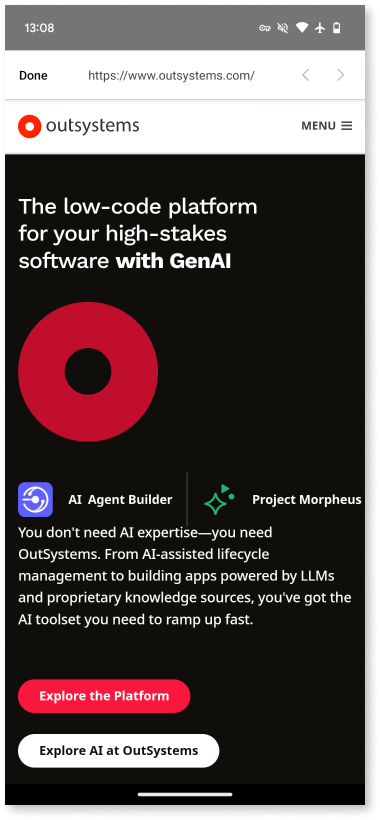 13:08
Done https://www.outsystems.com/
outsystems MENU
The low-code platform
for your high-stakes
software with GenAI
AI Agent Builder Project Morpheus
You don't need AI expertise—you need
OutSystems. From AI-assisted lifecycle
management to building apps powered by LLMs
and proprietary knowledge sources, you've got the
AI toolset you need to ramp up fast.
Explore the Platform
Explore AI at OutSystems